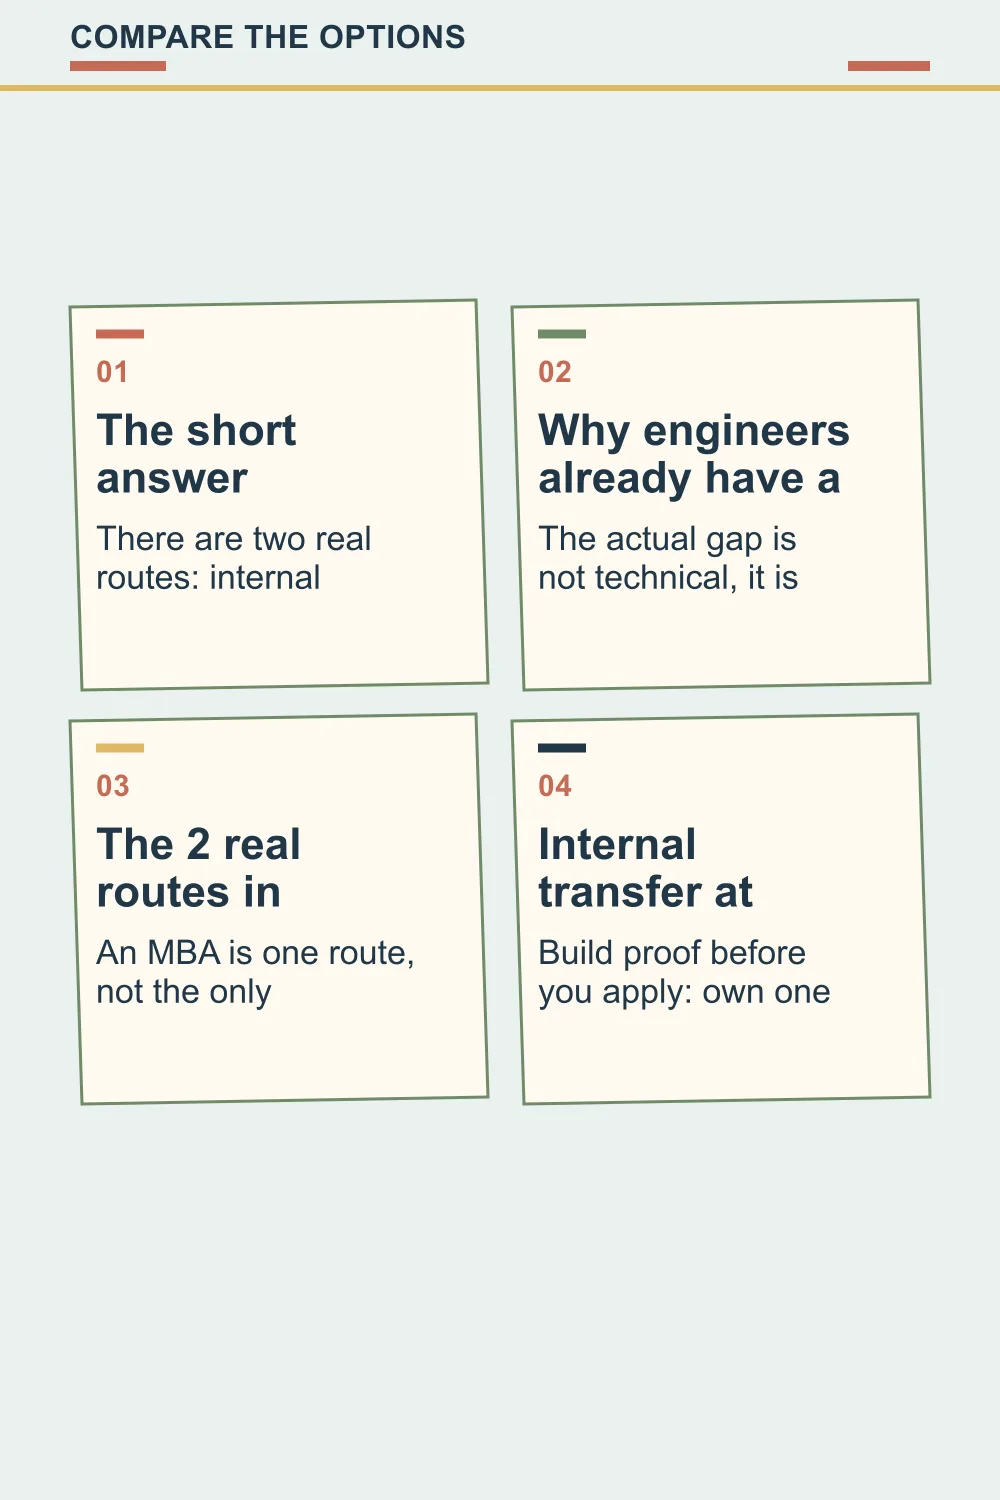 COMPARE THE OPTIONS
01
The short
answer
There are two real
routes: internal
02
Why engineers
already have a
The actual gap is
not technical, it is
03
The 2 real
routes in
An MBA is one route,
not the only
04
Internal
transfer at
Build proof before
you apply: own one